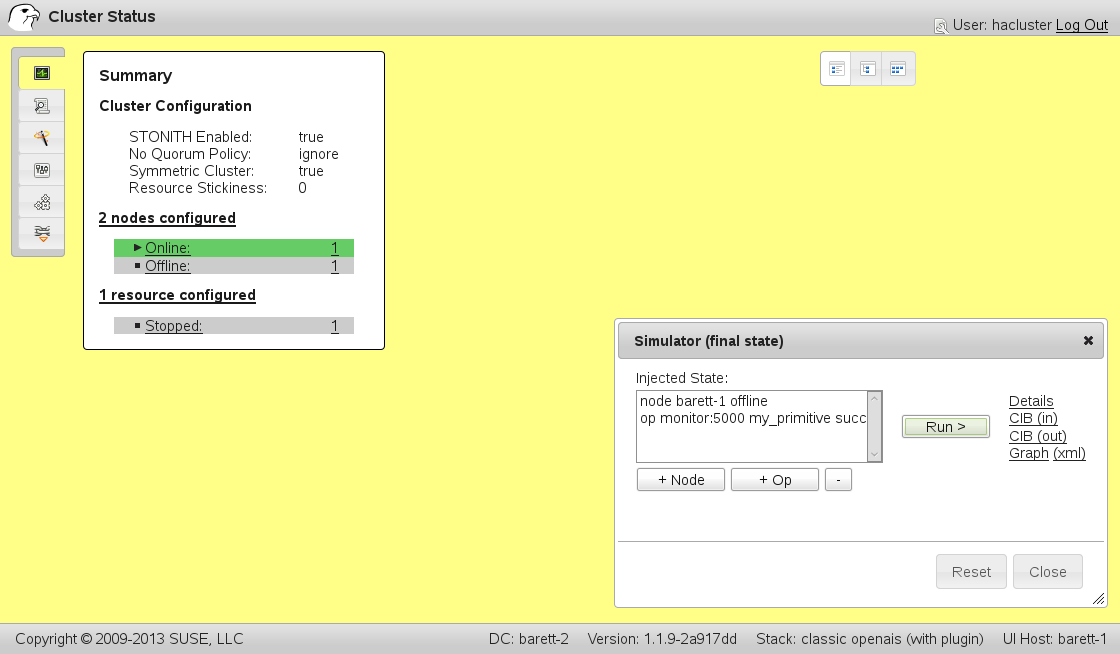 Cluster Status
User: hacluster Log Out
Summary
Cluster Configuration
STONITH Enabled: true
No Quorum Policy: ignore
Symmetric Cluster: true
Resource Stickiness: 0
2 nodes configured
Online: 1
Offline: 1
1 resource configured
Stopped: 1
Simulator (final state)
Injected State:
node barett-1 offline
op monitor:5000 my_primitive succ
+ Node + Op -
Run >
Details
CIB (in)
CIB (out)
Graph (xml)
Reset Close
Copyright © 2009-2013 SUSE, LLC DC: barett-2 Version: 1.1.9-2a917dd Stack: classic openais (with plugin) UI Host: barett-1